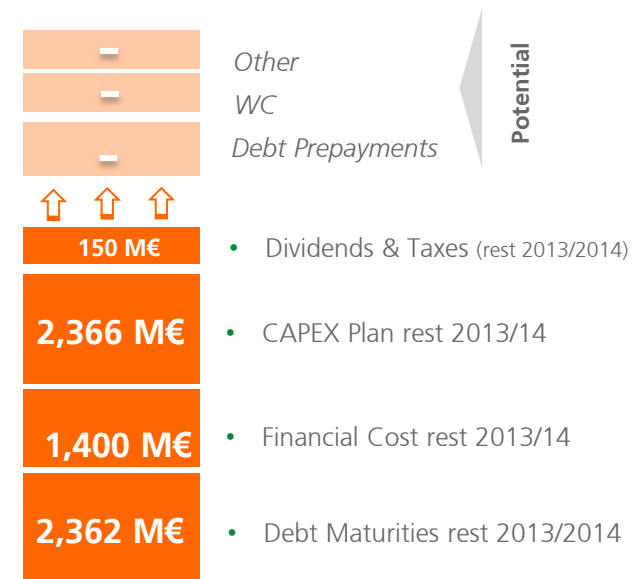 -
Other
-
WC
-
Debt Prepayments
Potential
150 M€
• Dividends & Taxes (rest 2013/2014)
2,366 M€
• CAPEX Plan rest 2013/14
1,400 M€
• Financial Cost rest 2013/14
2,362 M€
• Debt Maturities rest 2013/2014